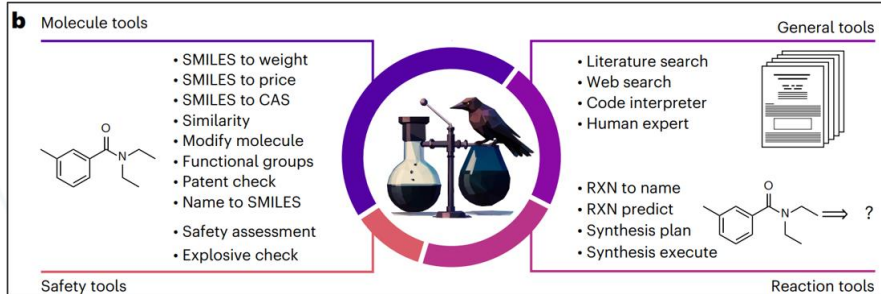 b
Molecule tools
• SMILES to weight
• SMILES to price
• SMILES to CAS
• Similarity
• Modify molecule
• Functional groups
• Patent check
• Name to SMILES
O
N
• Safety assessment
• Explosive check
Safety tools
General tools
• Literature search
• Web search
• Code interpreter
• Human expert
• RXN to name
• RXN predict
• Synthesis plan
• Synthesis execute
O
N
?
Reaction tools